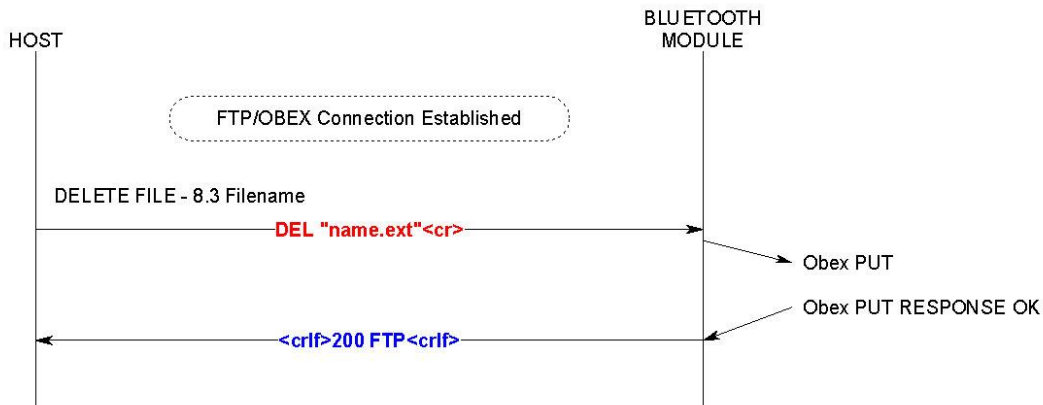 BLUETOOTH
HOST
MODULE
FTP/OBEX Connection Established
DELETE FILE - 8.3 Filename
DEL "name.ext"<cr>
Obex PUT
Obex PUT RESPONSE OK
<crlf>200 FTP<crlf>